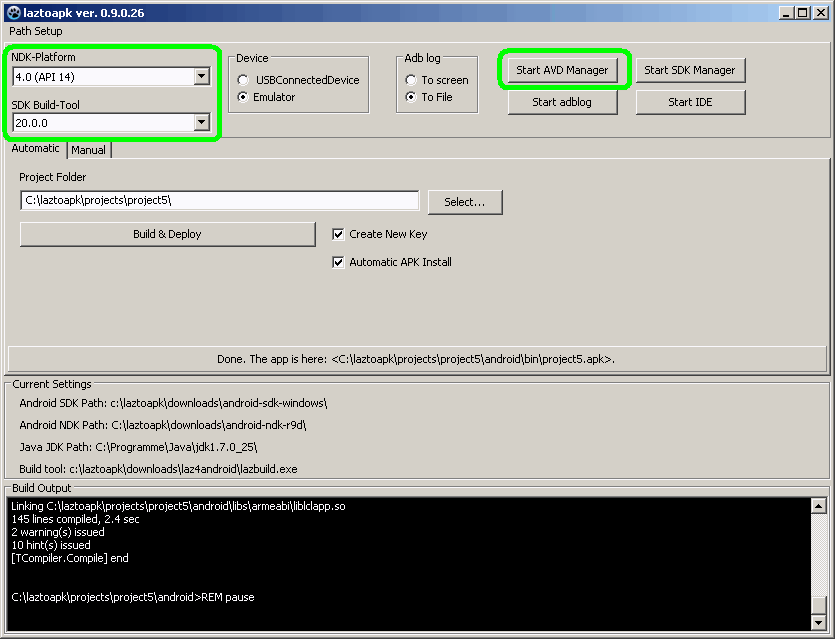 laztoapk ver. 0.9.0.26
Path Setup
NDK-Platform
4.0 (API 14)
SDK Build-Tool
20.0.0
Device
USBConnectedDevice
Emulator
Adb log
To screen
To File
Start AVD Manager
Start SDK Manager
Start adblog
Start IDE
Automatic
Manual
Project Folder
C:\laztoapk\projects\project5\
Select...
Build & Deploy
Create New Key
Automatic APK Install
Done. The app is here: <C:\laztoapk\projects\project5\android\bin\project5.apk>.
Current Settings
Android SDK Path: c:\laztoapk\downloads\android-sdk-windows\
Android NDK Path: C:\laztoapk\downloads\android-ndk-r9d\
Java JDK Path: C:\Programme\Java\jdk1.7.0_25\
Build tool: c:\laztoapk\downloads\laz4android\lazbuild.exe
Build Output
Linking C:\laztoapk\projects\project5\android\libs\armeabi\liblclapp.so
145 lines compiled, 2.4 sec
2 warning(s) issued
10 hint(s) issued
[TCompiler.Compile] end
C:\laztoapk\projects\project5\android>REM pause